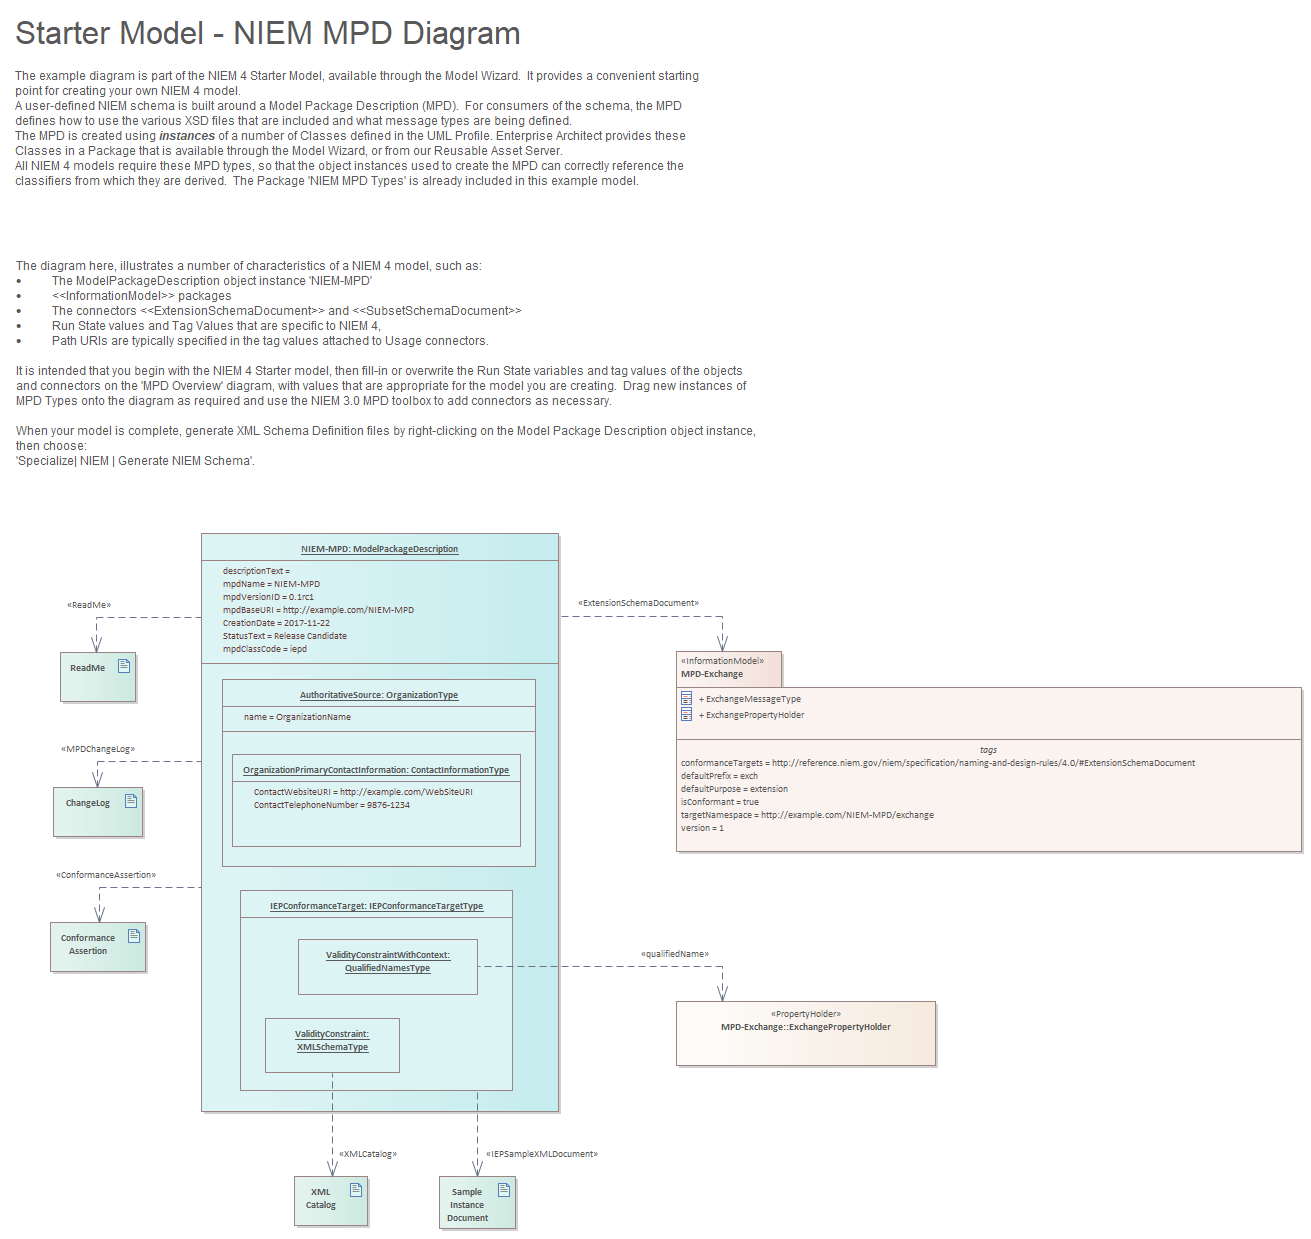 Starter Model - NIEM MPD Diagram
The example diagram is part of the NIEM 4 Starter Model, available through the Model Wizard.  It provides a convenient starting
point for creating your own NIEM 4 model.
A user-defined NIEM schema is built around a Model Package Description (MPD).  For consumers of the schema, the MPD
defines how to use the various XSD files that are included and what message types are being defined.
The MPD is created using instances of a number of Classes defined in the UML Profile. Enterprise Architect provides these
Classes in a Package that is available through the Model Wizard, or from our Reusable Asset Server.
All NIEM 4 models require these MPD types, so that the object instances used to create the MPD can correctly reference the
classifiers from which they are derived.  The Package 'NIEM MPD Types' is already included in this example model.
The diagram here, illustrates a number of characteristics of a NIEM 4 model, such as:
• The ModelPackageDescription object instance 'NIEM-MPD'
• <<InformationModel>> packages
• The connectors <<ExtensionSchemaDocument>> and <<SubsetSchemaDocument>>
• Run State values and Tag Values that are specific to NIEM 4,
• Path URIs are typically specified in the tag values attached to Usage connectors.
It is intended that you begin with the NIEM 4 Starter model, then fill-in or overwrite the Run State variables and tag values of the objects
and connectors on the 'MPD Overview' diagram, with values that are appropriate for the model you are creating.  Drag new instances of
MPD Types onto the diagram as required and use the NIEM 3.0 MPD toolbox to add connectors as necessary.
When your model is complete, generate XML Schema Definition files by right-clicking on the Model Package Description object instance,
then choose:
'Specialize| NIEM | Generate NIEM Schema'.
NIEM-MPD: ModelPackageDescription
descriptionText =
mpdName = NIEM-MPD
mpdVersionID = 0.1rc1
mpdBaseURI = http://example.com/NIEM-MPD
CreationDate = 2017-11-22
StatusText = Release Candidate
mpdClassCode = iepd
«ReadMe»
ReadMe
«MPDChangeLog»
ChangeLog
«ConformanceAssertion»
Conformance
Assertion
AuthoritativeSource: OrganizationType
name = OrganizationName
OrganizationPrimaryContactInformation: ContactInformationType
ContactWebsiteURI = http://example.com/WebSiteURI
ContactTelephoneNumber = 9876-1234
IEPConformanceTarget: IEPConformanceTargetType
ValidityConstraintWithContext:
QualifiedNamesType
ValidityConstraint:
XMLSchemaType
«ExtensionSchemaDocument»
«InformationModel»
MPD-Exchange
+ ExchangeMessageType
+ ExchangePropertyHolder
tags
conformanceTargets = http://reference.niem.gov/niem/specification/naming-and-design-rules/4.0/#ExtensionSchemaDocument
defaultPrefix = exch
defaultPurpose = extension
isConformant = true
targetNamespace = http://example.com/NIEM-MPD/exchange
version = 1
«qualifiedName»
«PropertyHolder»
MPD-Exchange::ExchangePropertyHolder
«XMLCatalog»
XML
Catalog
«IEPSampleXMLDocument»
Sample
Instance
Document